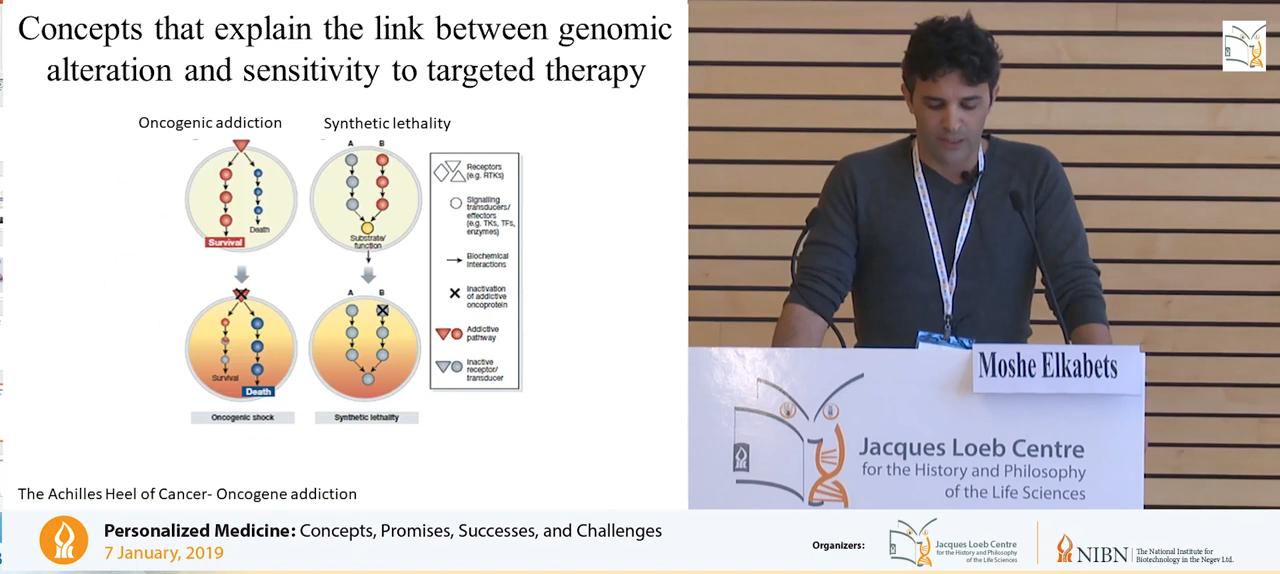 Concepts that explain the link between genomic
alteration and sensitivity to targeted therapy
Oncogenic addiction
Synthetic lethality
A
B
Death
Survival
Substrate/
function
A
B
Survival
Death
Oncogenic shock
Synthetic lethality
Receptors
(e.g. RTKs)
Signalling
transducers/
effectors
(e.g. TKs, TFs,
enzymes)
Biochemical
interactions
Inactivation
of addictive
oncoprotein
Addictive
pathway
Inactive
receptor/
transducer
The Achilles Heel of Cancer- Oncogene addiction
Moshe Elkabets
Jacques Loeb Centre
for the History and Philosophy
of the Life Sciences
Personalized Medicine: Concepts, Promises, Successes, and Challenges
7 January, 2019
Organizers:
Jacques Loeb Centre
for the History and Philosophy
of the Life Sciences
NIBN
The National Institute for
Biotechnology in the Negev Ltd.